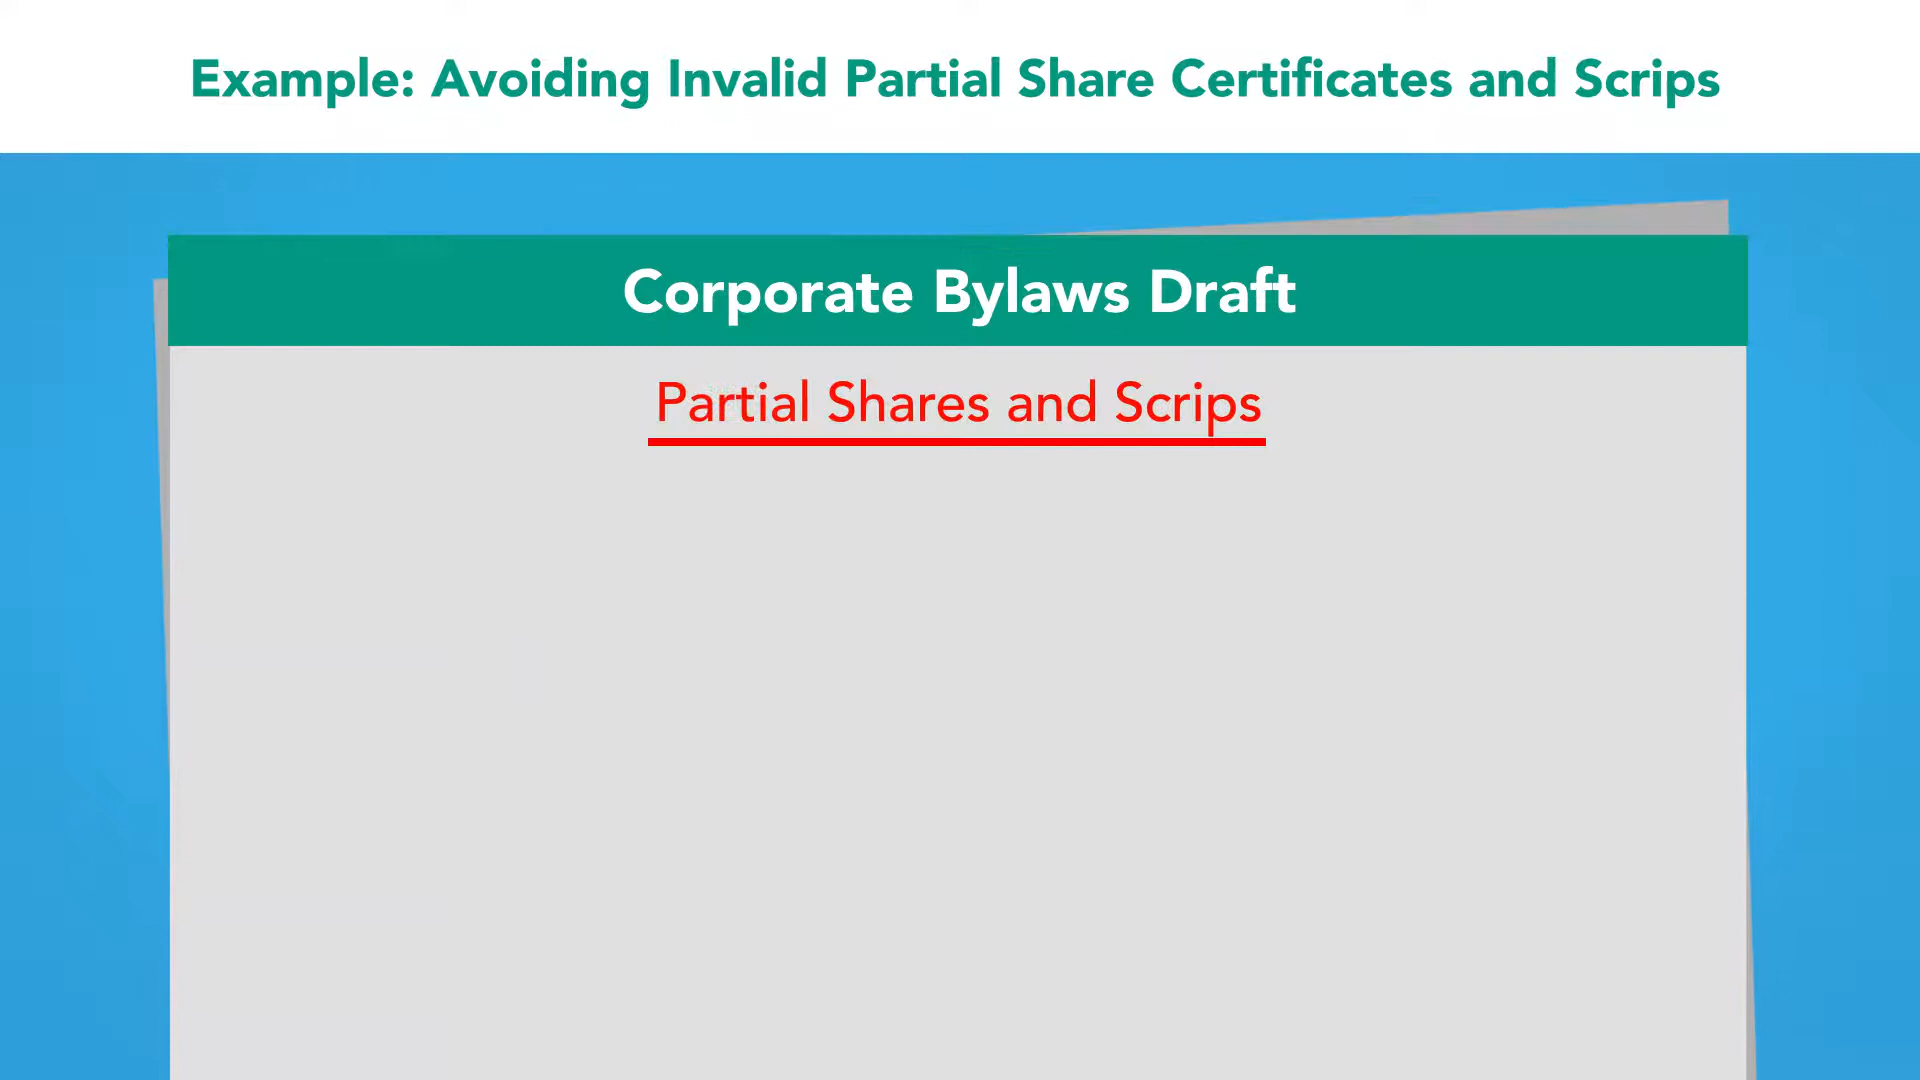 Example: Avoiding Invalid Partial Share Certificates and Scrips
Corporate Bylaws Draft
Partial Shares and Scrips